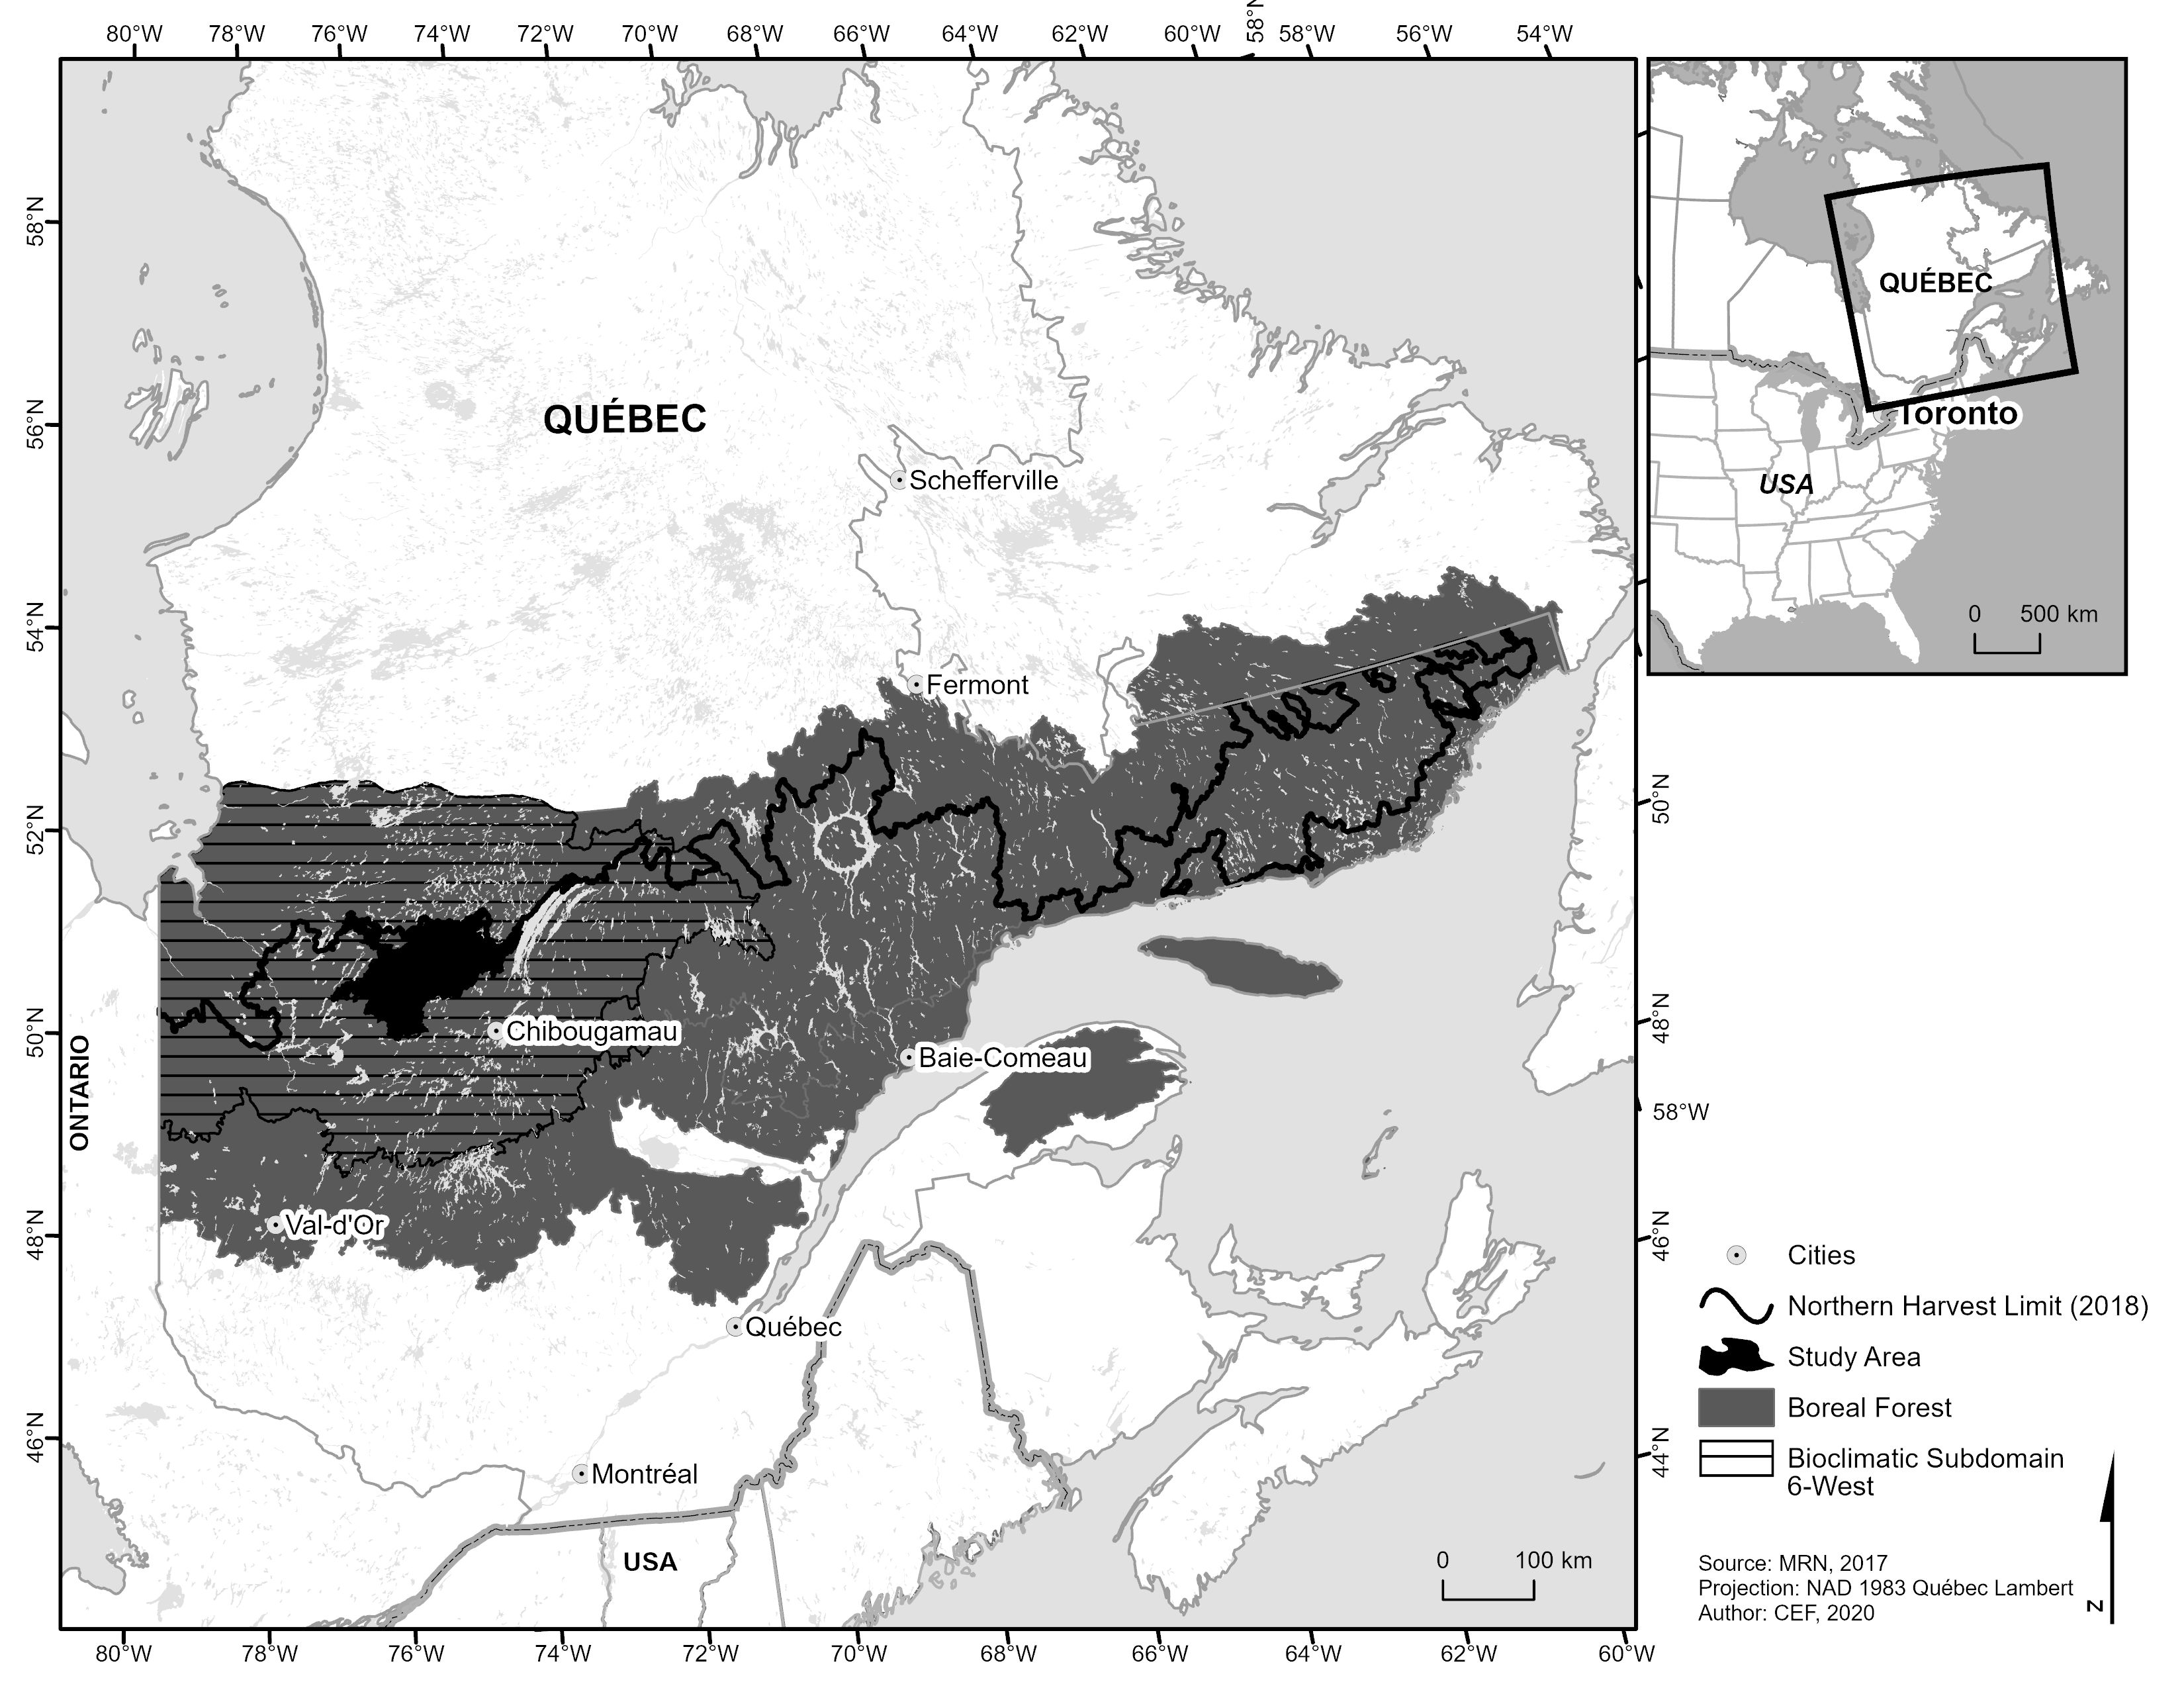 80°W 78°W 76°W 74°W 72°W 70°W 68°W 66°W 64°W 62°W 60°W 58°N 58°W 56°W 54°W
58°N
56°N
54°N
52°N
50°N
48°N
46°N
QUÉBEC
Schefferville
Fermont
Chibougamau
Baie-Comeau
ONTARIO
Val-d'Or
Québec
Montréal
USA
0 100 km
50°N
48°N
58°W
46°N
44°N
80°W 78°W 76°W 74°W 72°W 70°W 68°W 66°W 64°W 62°W 60°W
QUÉBEC
Toronto
USA
0 500 km
Cities
Northern Harvest Limit (2018)
Study Area
Boreal Forest
Bioclimatic Subdomain
6-West
Source: MRN, 2017
Projection: NAD 1983 Québec Lambert
Author: CEF, 2020
N